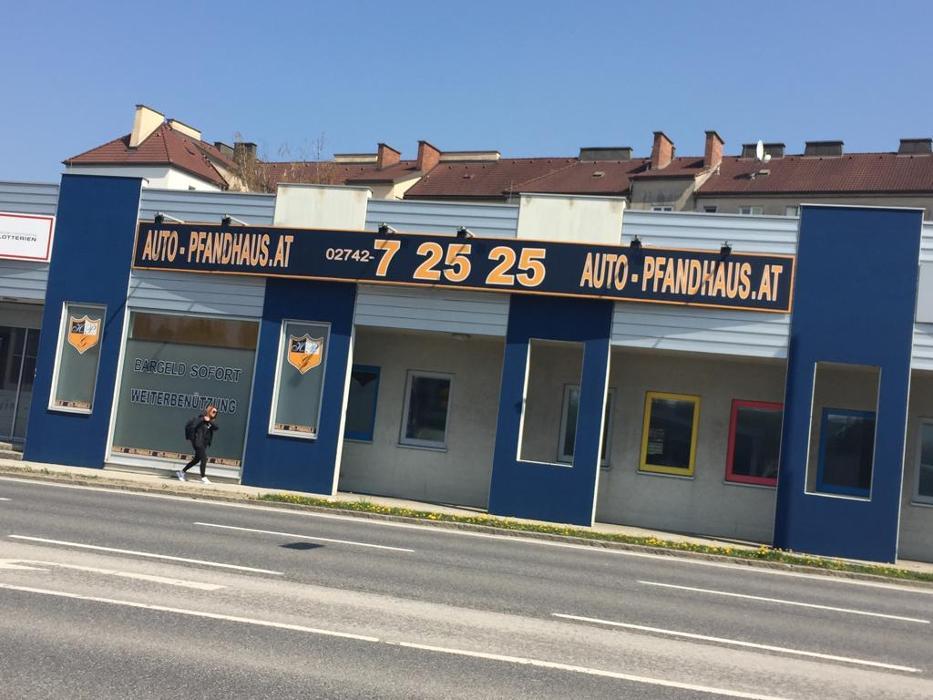 LOTTERIEN
AUTO - PFANDHAUS.AT
02742-7 25 25
AUTO - PFANDHAUS.AT
BARGELD SOFORT
WEITERBENÜTZUNG